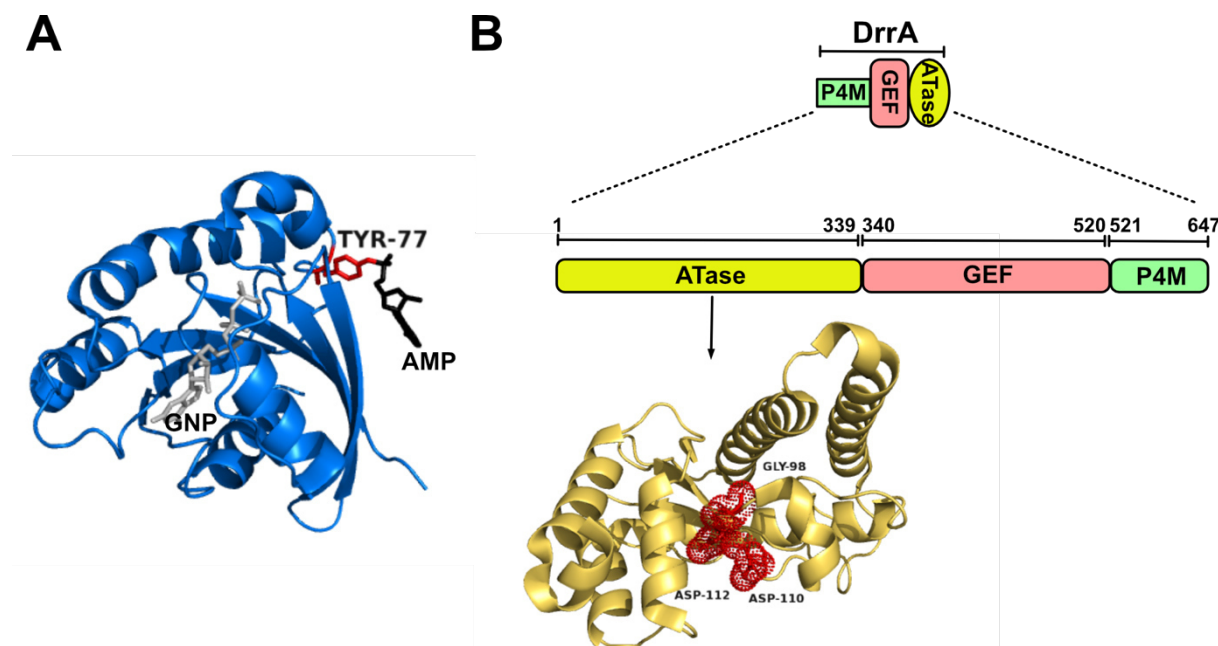 A
TYR-77
AMP
GNP
B
DrrA
P4M
GEF
ATase
1
339
340
520
521
647
ATase
GEF
P4M
GLY-98
ASP-112
ASP-110